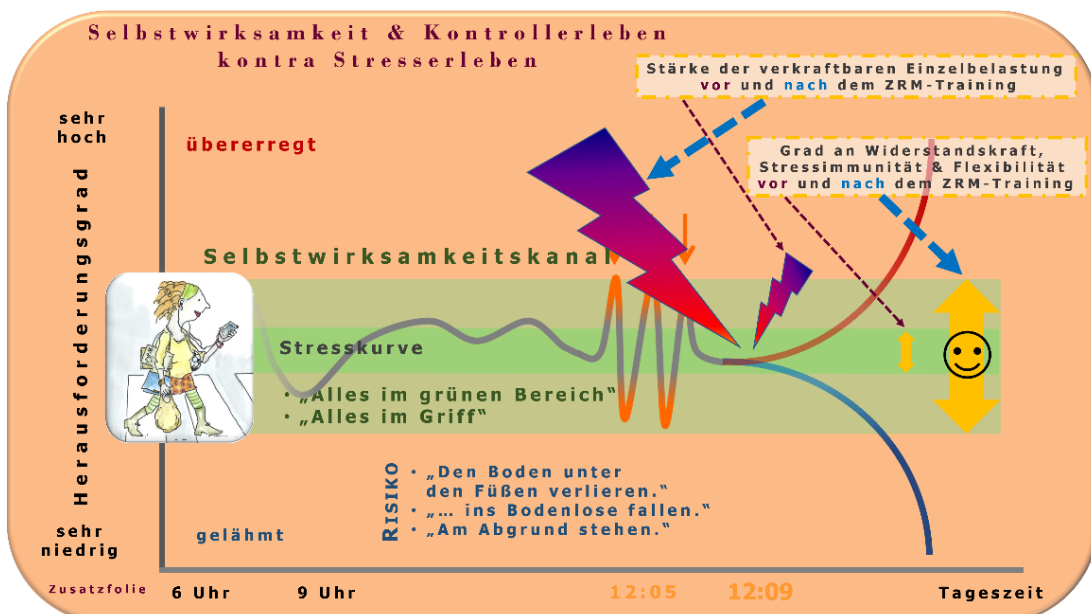 Selbstwirksamkeit & Kontrollerleben
kontra Stresserleben
Stärke der verkraftbaren Einzelbelastung
vor und nach dem ZRM-Training
Grad an Widerstandskraft,
Stressimmunität & Flexibilität
vor und nach dem ZRM-Training
sehr
hoch
übererregt
Herausforderungsgrad
Selbstwirksamkeitskanal
Stresskurve
• „Alles im grünen Bereich“
• „Alles im Griff“
RISIKO
• „Den Boden unter
den Füßen verlieren.“
• „... ins Bodenlose fallen.“
• „Am Abgrund stehen.“
sehr
niedrig
gelähmt
Zusatzfolie
6 Uhr
9 Uhr
12:05
12:09
Tageszeit